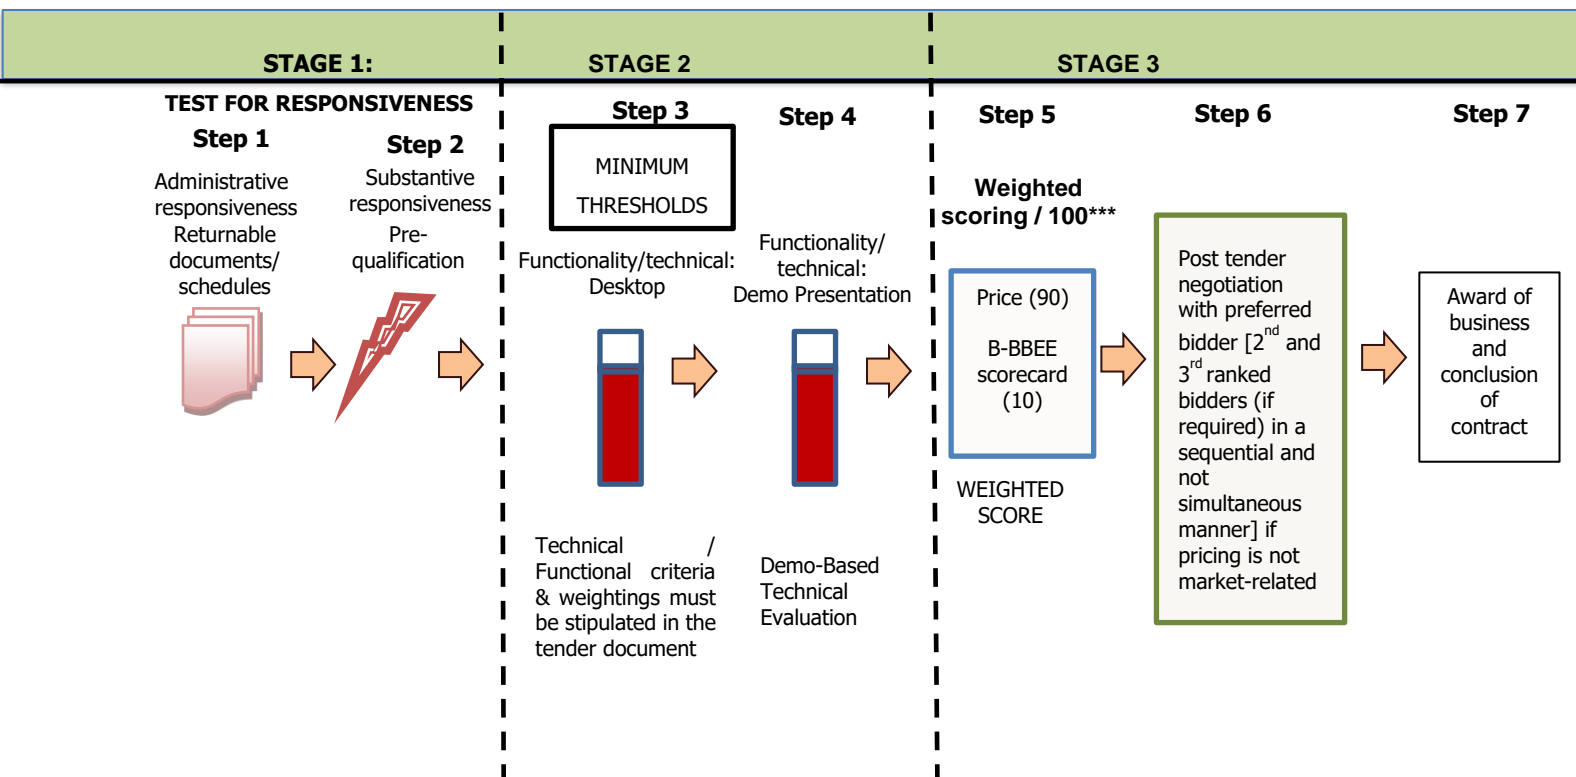 STAGE 1:
STAGE 2
STAGE 3
TEST FOR RESPONSIVENESS
Step 1
Administrative
responsiveness
Returnable
documents/
schedules
Step 2
Substantive
responsiveness
Pre-
qualification
Step 3
MINIMUM
THRESHOLDS
Functionality/technical:
Desktop
Technical /
Functional criteria
& weightings must
be stipulated in the
tender document
Step 4
Functionality/
technical:
Demo Presentation
Demo-Based
Technical
Evaluation
Step 5
Weighted
scoring / 100***
Price (90)
B-BBEE
scorecard
(10)
WEIGHTED
SCORE
Step 6
Post tender
negotiation
with preferred
bidder [2nd and
3rd ranked
bidders (if
required) in a
sequential and
not
simultaneous
manner] if
pricing is not
market-related
Step 7
Award of
business
and
conclusion
of
contract